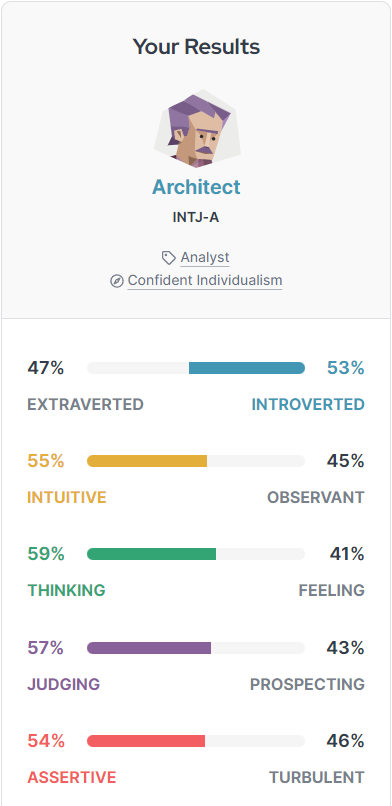 Your Results
Architect
INTJ-A
Analyst
Confident Individualism
47% 53%
EXTRAVERTED INTROVERTED
55% 45%
INTUITIVE OBSERVANT
59% 41%
THINKING FEELING
57% 43%
JUDGING PROSPECTING
54% 46%
ASSERTIVE TURBULENT